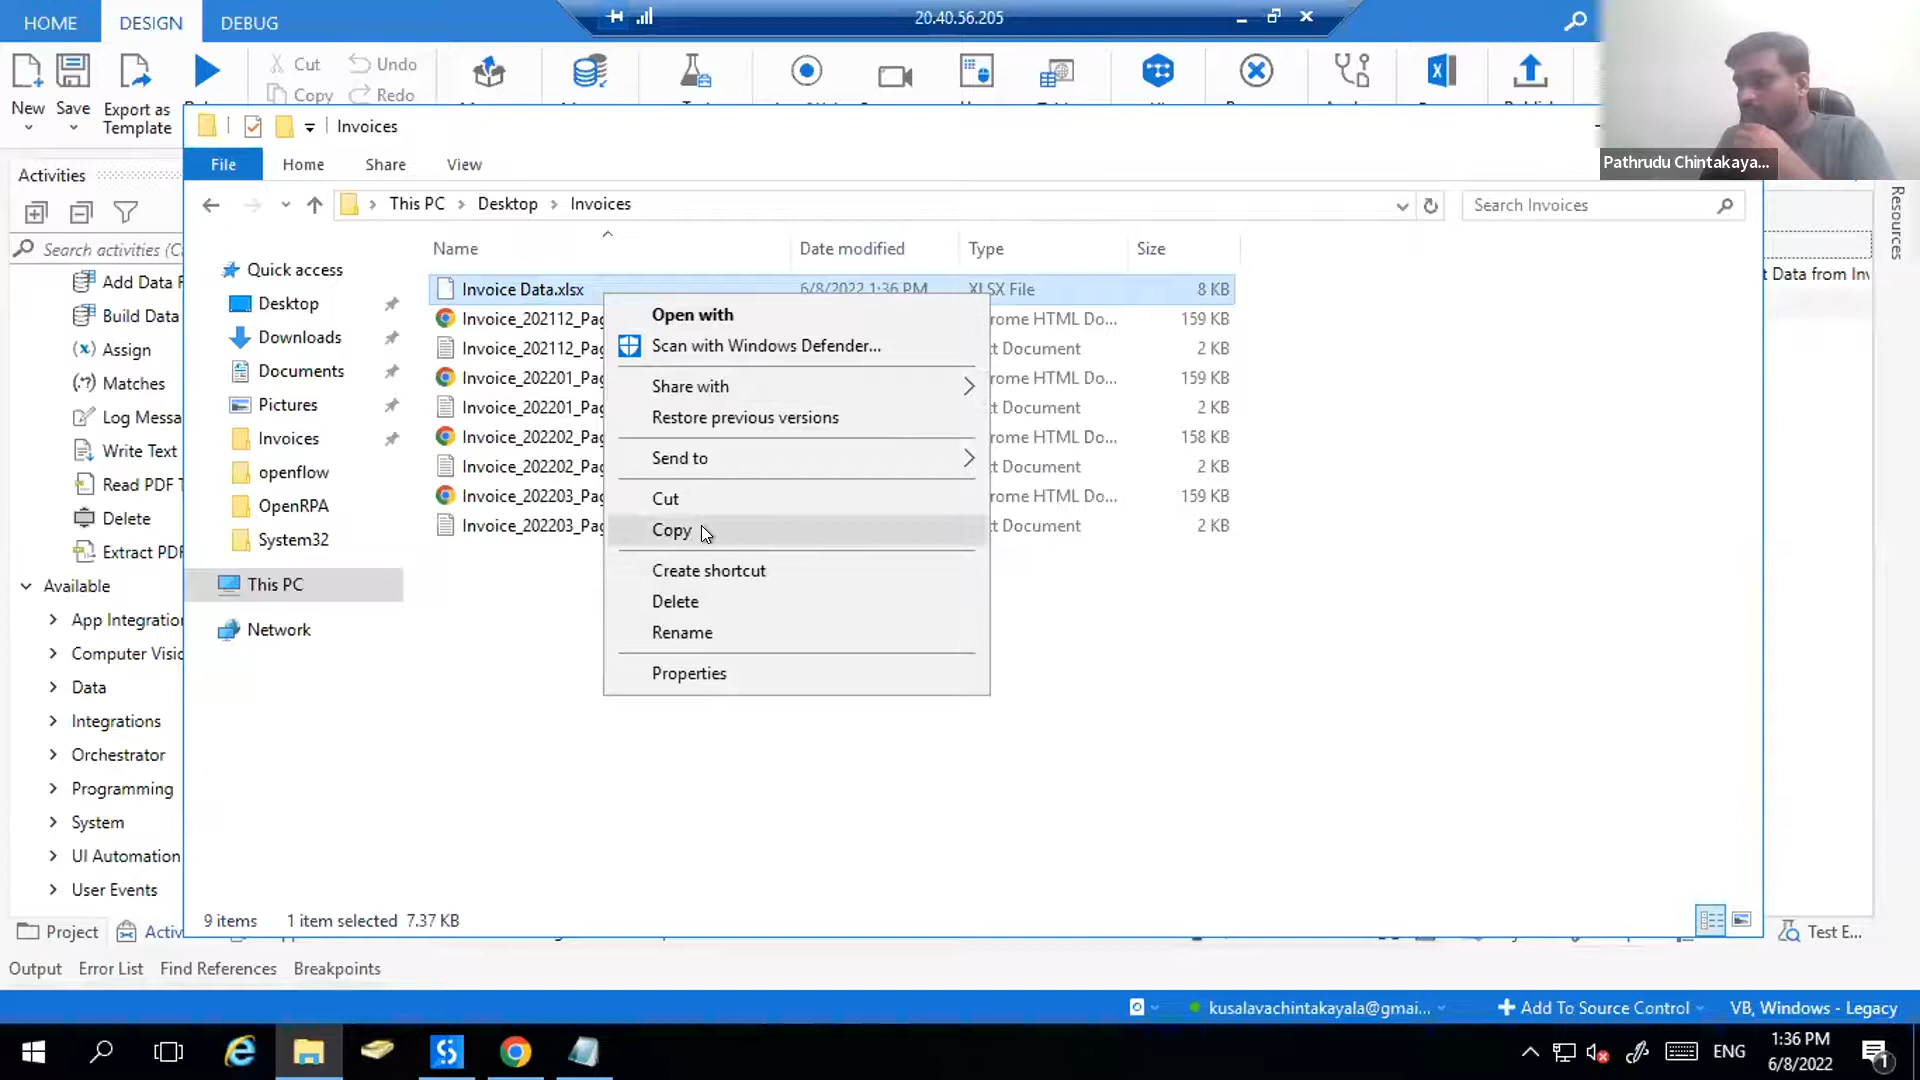 HOME DESIGN DEBUG
20.40.56.205
New Save Export as Template
Cut Undo
Copy Redo
Pathrudu Chintakaya...
Invoices
File Home Share View
Activities
Resources
This PC Desktop Invoices
Search Invoices
Search activities (C
Name Date modified Type Size
Quick access
Desktop
Downloads
Documents
Pictures
Invoices
openflow
OpenRPA
System32
This PC
Network
Add Data
Build Data
Assign
Matches
Log Messa
Write Text
Read PDF
Delete
Extract PDF
Available
App Integration
Computer Visio
Data
Integrations
Orchestrator
Programming
System
UI Automation
User Events
Invoice Data.xlsx 6/8/2022 1:36 PM XLSX File 8 KB
Invoice_202112_Pag rome HTML Do... 159 KB
Invoice_202112_Pag t Document 2 KB
Invoice_202201_Pag rome HTML Do... 159 KB
Invoice_202201_Pag t Document 2 KB
Invoice_202202_Pag rome HTML Do... 158 KB
Invoice_202202_Pag t Document 2 KB
Invoice_202203_Pag rome HTML Do... 159 KB
Invoice_202203_Pag t Document 2 KB
t Data from Inv
Open with
Scan with Windows Defender...
Share with
Restore previous versions
Send to
Cut
Copy
Create shortcut
Delete
Rename
Properties
9 items 1 item selected 7.37 KB
Project Activ
Test E...
Output Error List Find References Breakpoints
kusalavachintakayala@gmai... Add To Source Control VB, Windows - Legacy
ENG
1:36 PM
6/8/2022
1